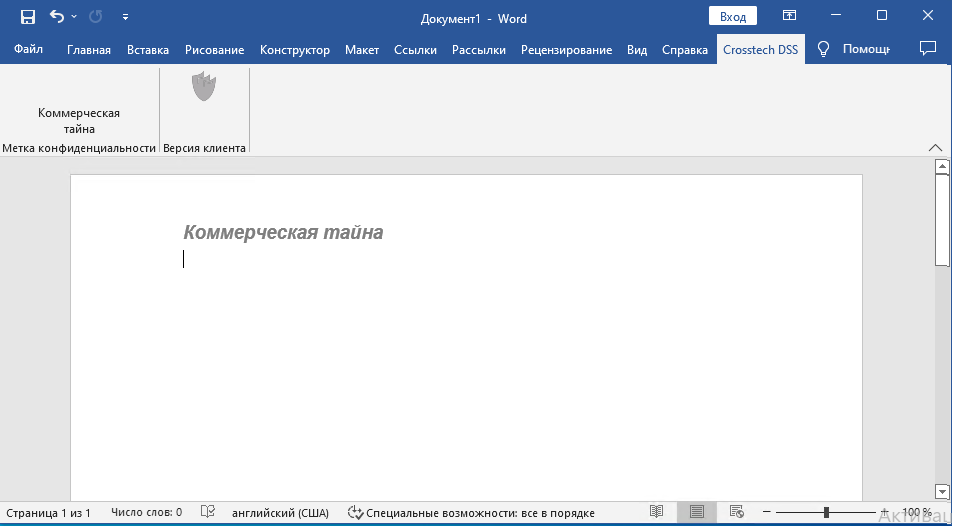 Документ1 - Word
Вход
Файл Главная Вставка Рисование Конструктор Макет Ссылки Рассылки Рецензирование Вид Справка Crosstech DSS Помощн
Коммерческая
тайна
Метка конфиденциальности Версия клиента
Коммерческая тайна
Страница 1 из 1 Число слов: 0 английский (США) Специальные возможности: все в порядке 100 %
Активац